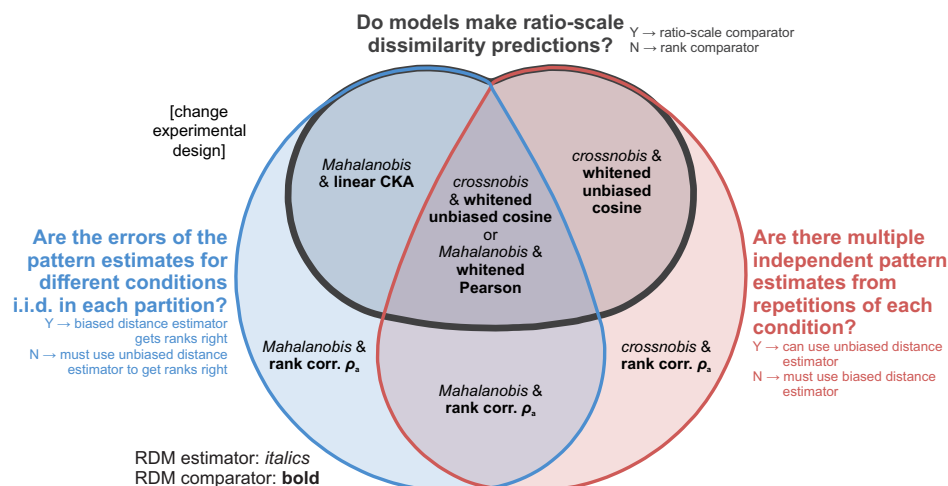 Do models make ratio-scale
dissimilarity predictions?
Y → ratio-scale comparator
N → rank comparator
[change
experimental
design]
Mahalanobis
& linear CKA
crossnobis
& whitened
unbiased cosine
or
Mahalanobis &
whitened
Pearson
crossnobis &
whitened
unbiased
cosine
Are the errors of the
pattern estimates for
different conditions
i.i.d. in each partition?
Y → biased distance estimator
gets ranks right
N → must use unbiased distance
estimator to get ranks right
Are there multiple
independent pattern
estimates from
repetitions of each
condition?
Y → can use unbiased distance
estimator
N → must use biased distance
estimator
Mahalanobis &
rank corr. ρₐ
Mahalanobis &
rank corr. ρₐ
crossnobis &
rank corr. ρₐ
RDM estimator: italics
RDM comparator: bold